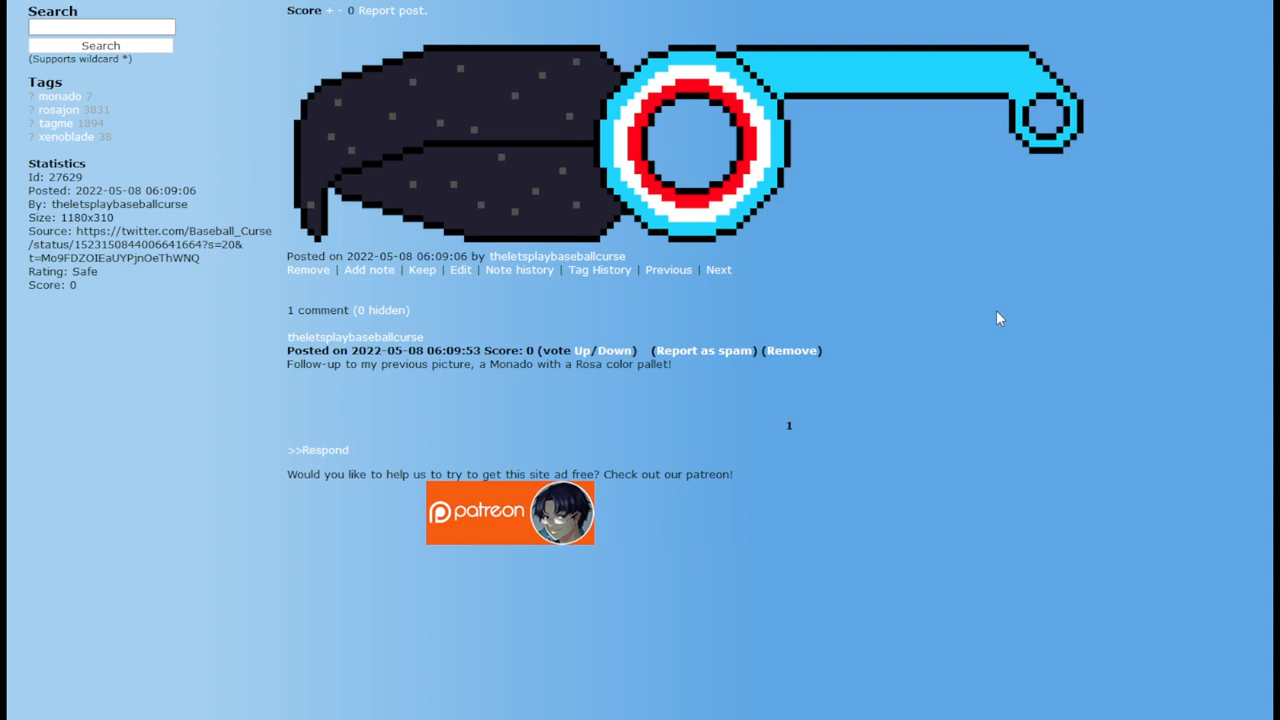 Search
Search
(Supports wildcard *)
Tags
? monado 7
? rosajon 3831
? tagme 1894
? xenoblade 38
Statistics
Id: 27629
Posted: 2022-05-08 06:09:06
By: theletsplaybaseballcurse
Size: 1180x310
Source: https://twitter.com/Baseball_Curse
/status/1523150844006641664?s=20&
t=Mo9FDZOIEaUYPjnOeThWNQ
Rating: Safe
Score: 0
Score + - 0 Report post.
Posted on 2022-05-08 06:09:06 by theletsplaybaseballcurse
Remove | Add note | Keep | Edit | Note history | Tag History | Previous | Next
1 comment (0 hidden)
theletsplaybaseballcurse
Posted on 2022-05-08 06:09:53 Score: 0 (vote Up/Down) (Report as spam) (Remove)
Follow-up to my previous picture, a Monado with a Rosa color pallet!
1
>>Respond
Would you like to help us to try to get this site ad free? Check out our patreon!
patreon